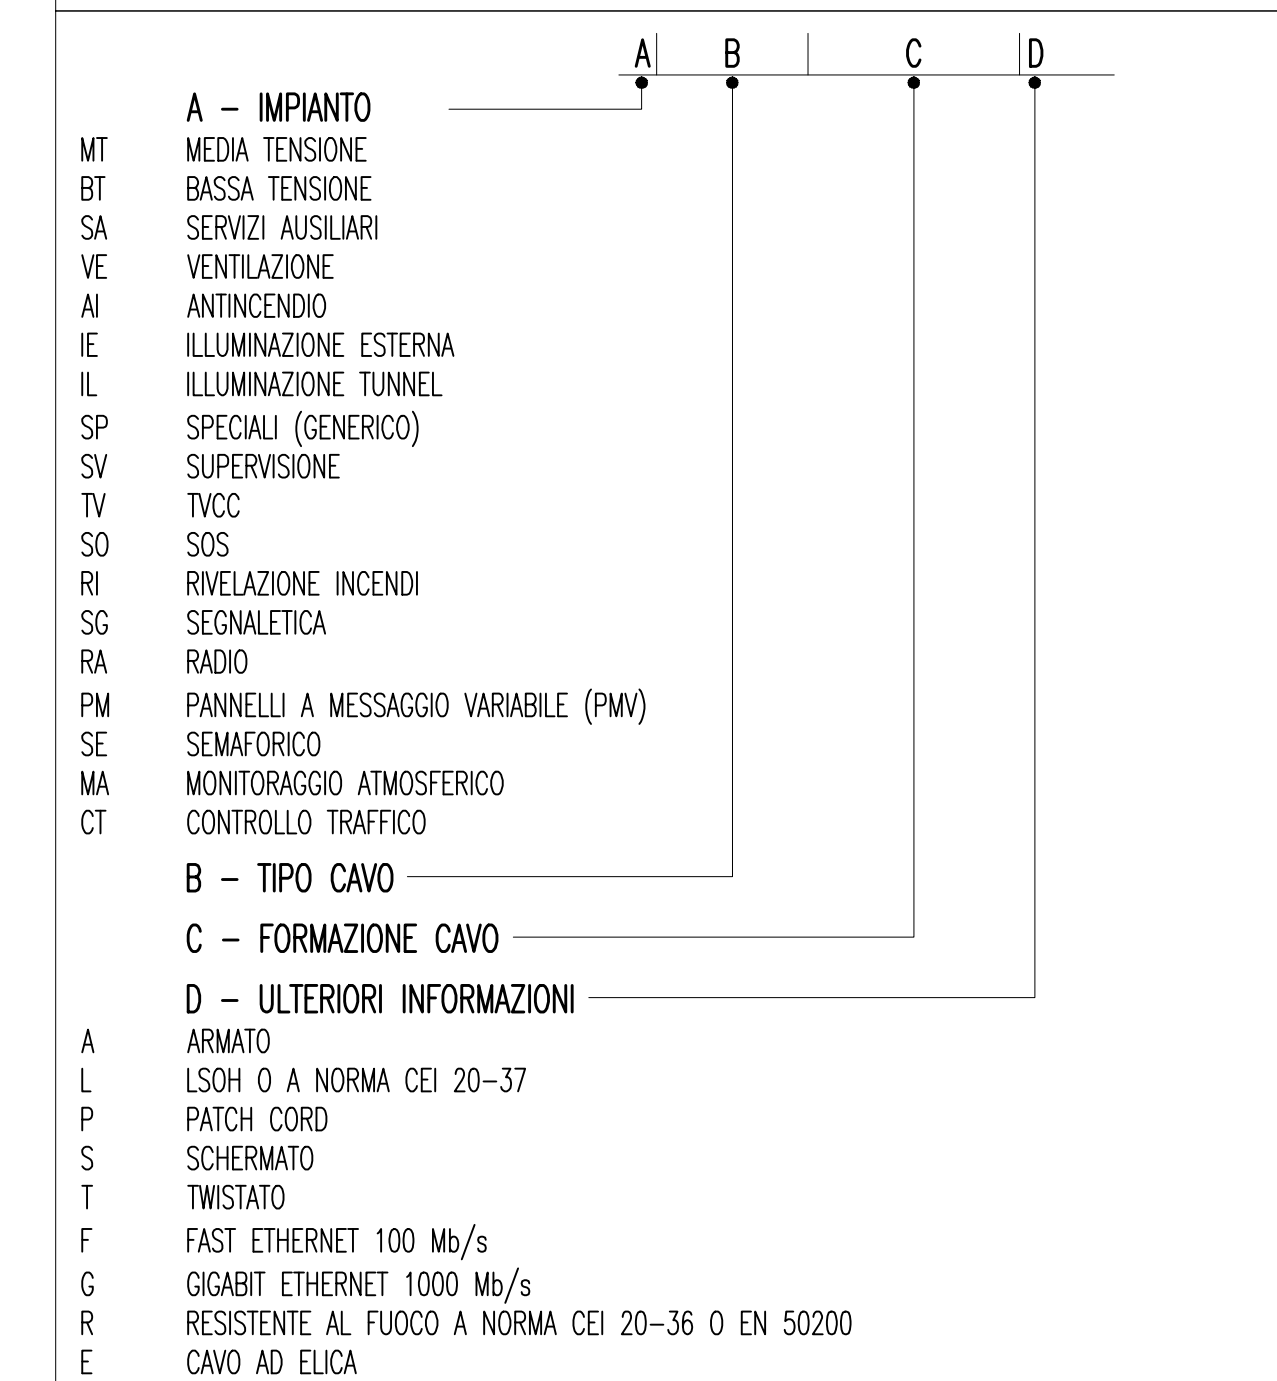 A B C D
A – IMPIANTO
MT MEDIA TENSIONE
BT BASSA TENSIONE
SA SERVIZI AUSILIARI
VE VENTILAZIONE
AI ANTINCENDIO
IE ILLUMINAZIONE ESTERNA
IL ILLUMINAZIONE TUNNEL
SP SPECIALI (GENERICO)
SV SUPERVISIONE
TV TVCC
SO SOS
RI RIVELAZIONE INCENDI
SG SEGNALETICA
RA RADIO
PM PANNELLI A MESSAGGIO VARIABILE (PMV)
SE SEMAFORICO
MA MONITORAGGIO ATMOSFERICO
CT CONTROLLO TRAFFICO
B – TIPO CAVO
C – FORMAZIONE CAVO
D – ULTERIORI INFORMAZIONI
A ARMATO
L LSOH O A NORMA CEI 20–37
P PATCH CORD
S SCHERMATO
T TWISTATO
F FAST ETHERNET 100 Mb/s
G GIGABIT ETHERNET 1000 Mb/s
R RESISTENTE AL FUOCO A NORMA CEI 20–36 O EN 50200
E CAVO AD ELICA